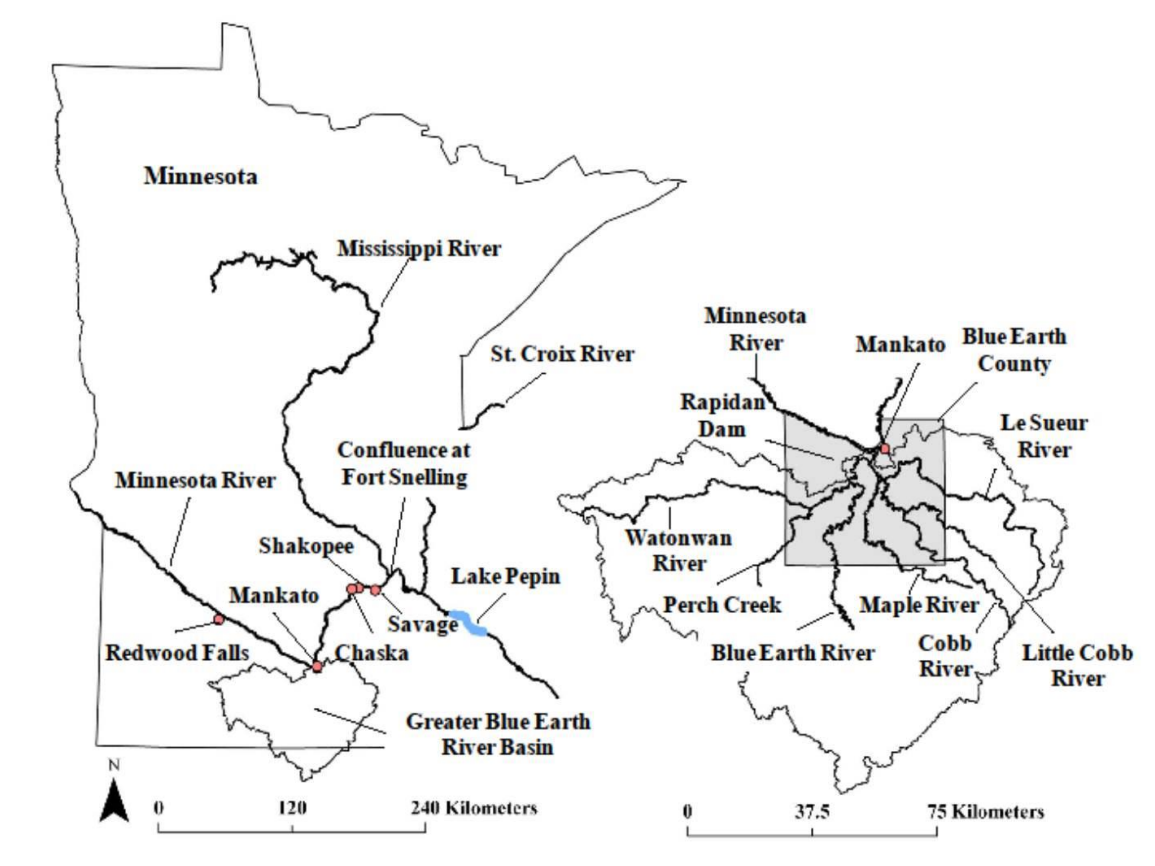 Minnesota
Mississippi River
St. Croix River
Confluence at
Fort Snelling
Minnesota River
Shakopee
Lake Pepin
Mankato
Savage
Redwood Falls
Chaska
Greater Blue Earth
River Basin
N
0
120
240 Kilometers
Minnesota
River
Mankato
Blue Earth
County
Rapidan
Dam
Le Sueur
River
Watonwan
River
Perch Creek
Maple River
Blue Earth River
Cobb
River
Little Cobb
River
0
37.5
75 Kilometers